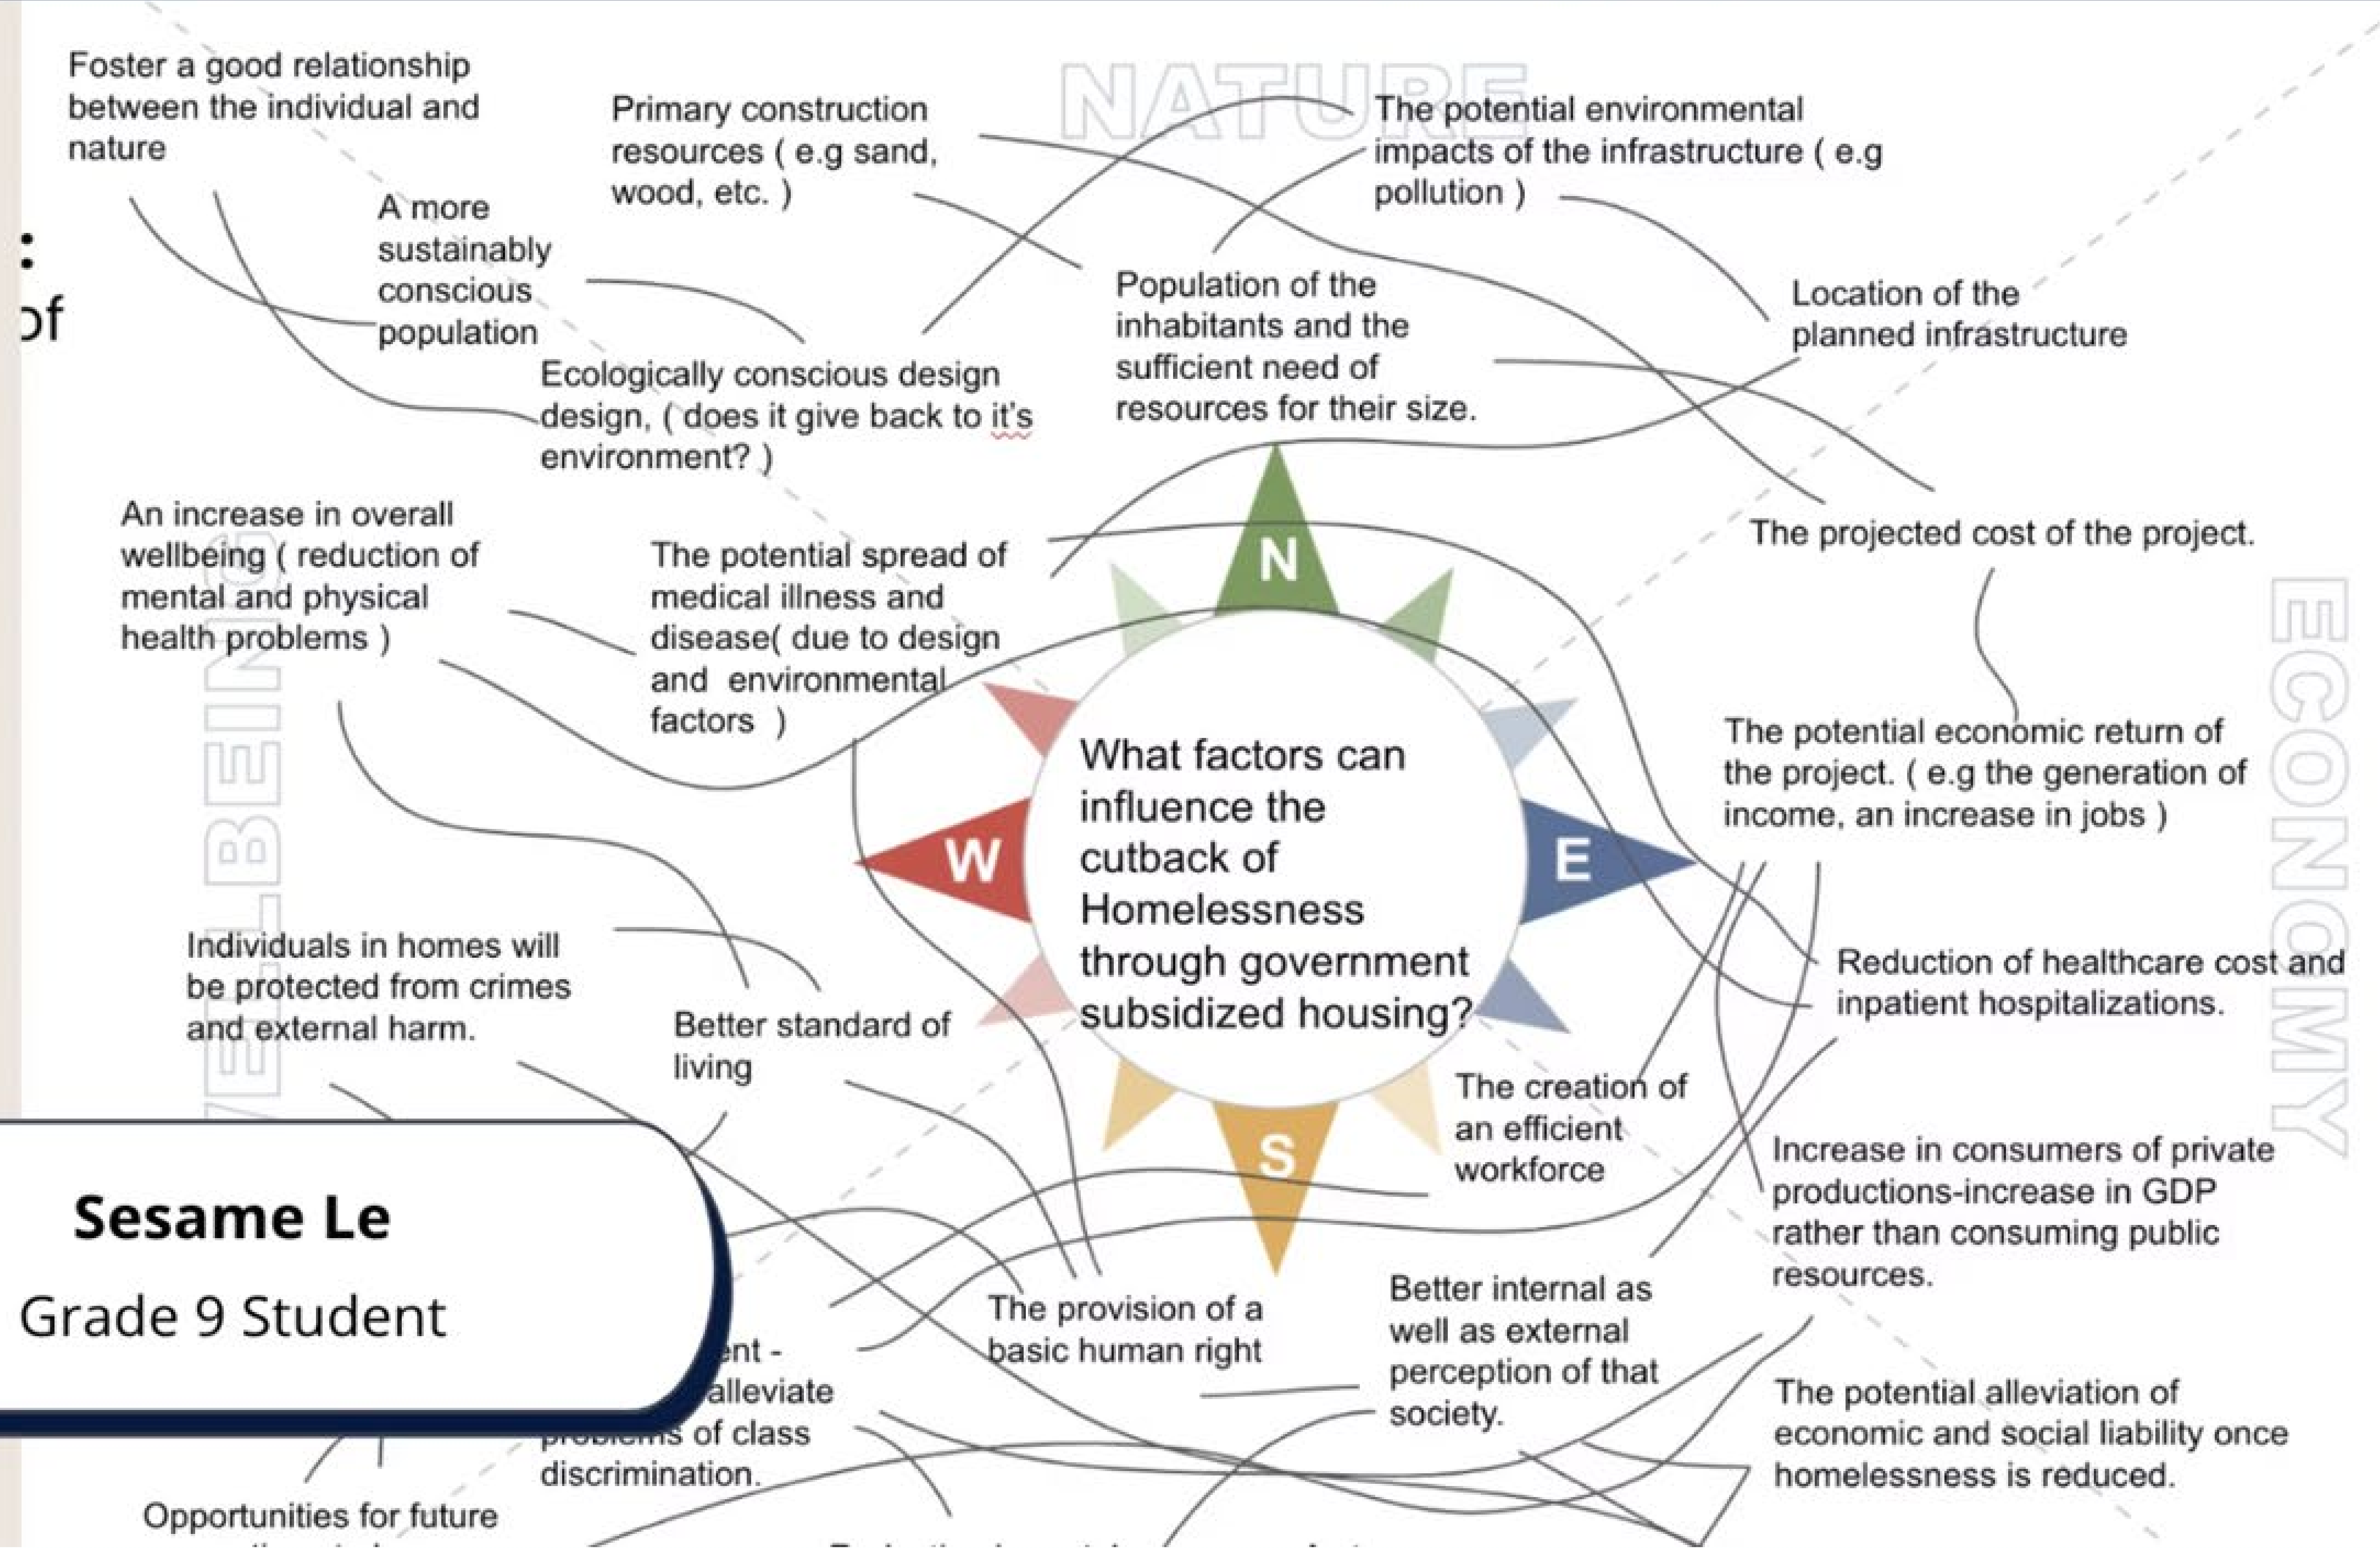 NATURE
Foster a good relationship
between the individual and
nature
:
of
A more
sustainably
conscious
population
Primary construction
resources ( e.g sand,
wood, etc. )
The potential environmental
impacts of the infrastructure ( e.g
pollution )
Population of the
inhabitants and the
sufficient need of
resources for their size.
Location of the
planned infrastructure
Ecologically conscious design
design, ( does it give back to it's
environment? )
An increase in overall
wellbeing ( reduction of
mental and physical
health problems )
The potential spread of
medical illness and
disease( due to design
and environmental
factors )
N
The projected cost of the project.
ECONOMY
The potential economic return of
the project. ( e.g the generation of
income, an increase in jobs )
W
E
What factors can
influence the
cutback of
Homelessness
through government
subsidized housing?
ELLBEING
Individuals in homes will
be protected from crimes
and external harm.
Better standard of
living
Reduction of healthcare cost and
inpatient hospitalizations.
The creation of
an efficient
workforce
S
Increase in consumers of private
productions-increase in GDP
rather than consuming public
resources.
Sesame Le
Grade 9 Student
The provision of a
basic human right
Better internal as
well as external
perception of that
society.
ent -
alleviate
problems of class
discrimination.
The potential alleviation of
economic and social liability once
homelessness is reduced.
Opportunities for future